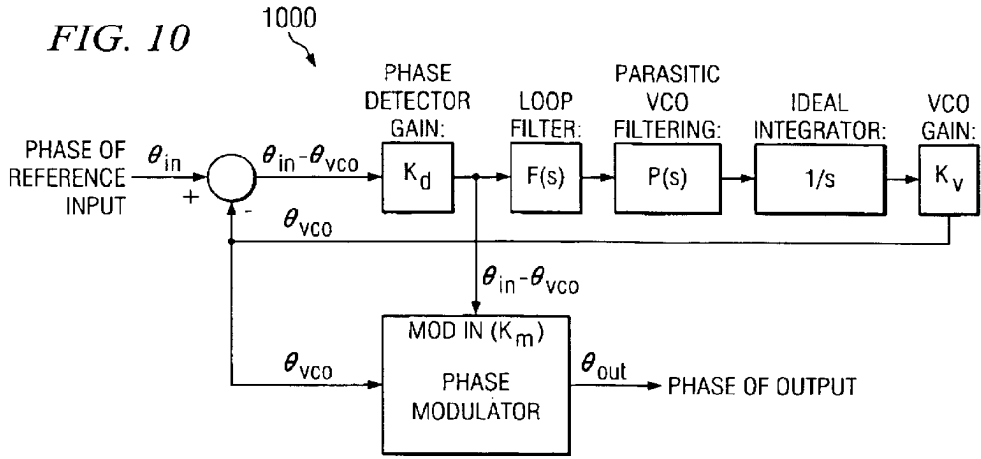 FIG. 10
1000
PHASE
DETECTOR
GAIN:
LOOP
FILTER:
PARASITIC
VCO
FILTERING:
IDEAL
INTEGRATOR:
VCO
GAIN:
PHASE OF
REFERENCE
INPUT
θin
+
-
θin-θvco
Kd
F(s)
P(s)
1/s
Kv
θvco
θin-θvco
MOD IN (Km)
PHASE
MODULATOR
θvco
θout
PHASE OF OUTPUT